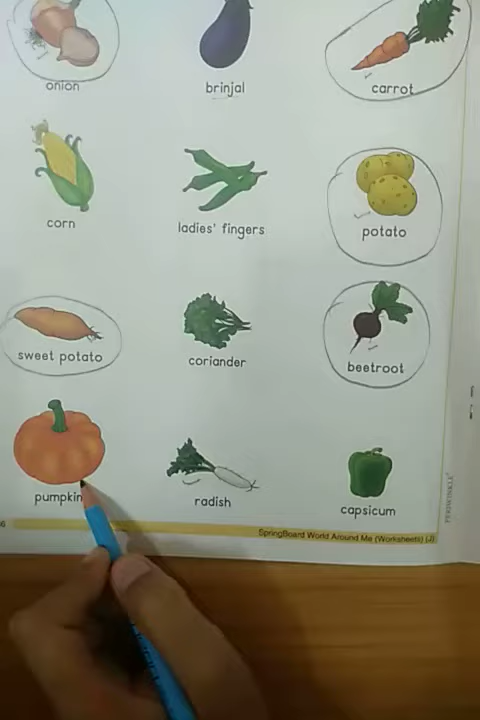 onion brinjal carrot
corn ladies' fingers potato
sweet potato coriander beetroot
pumpkin radish capsicum
SpringBoard World Around Me (Worksheets) (J)
PERIWINKLE